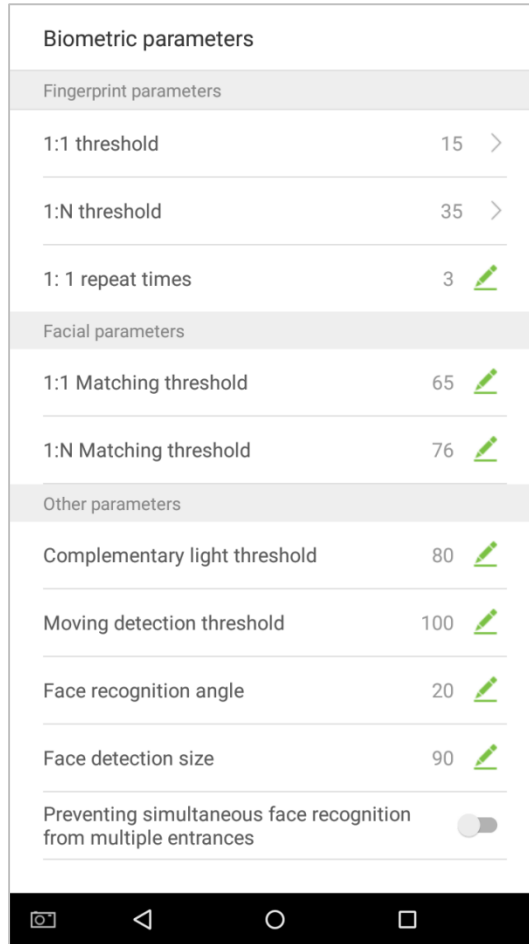 Biometric parameters
Fingerprint parameters
1:1 threshold 15
1:N threshold 35
1: 1 repeat times 3
Facial parameters
1:1 Matching threshold 65
1:N Matching threshold 76
Other parameters
Complementary light threshold 80
Moving detection threshold 100
Face recognition angle 20
Face detection size 90
Preventing simultaneous face recognition
from multiple entrances